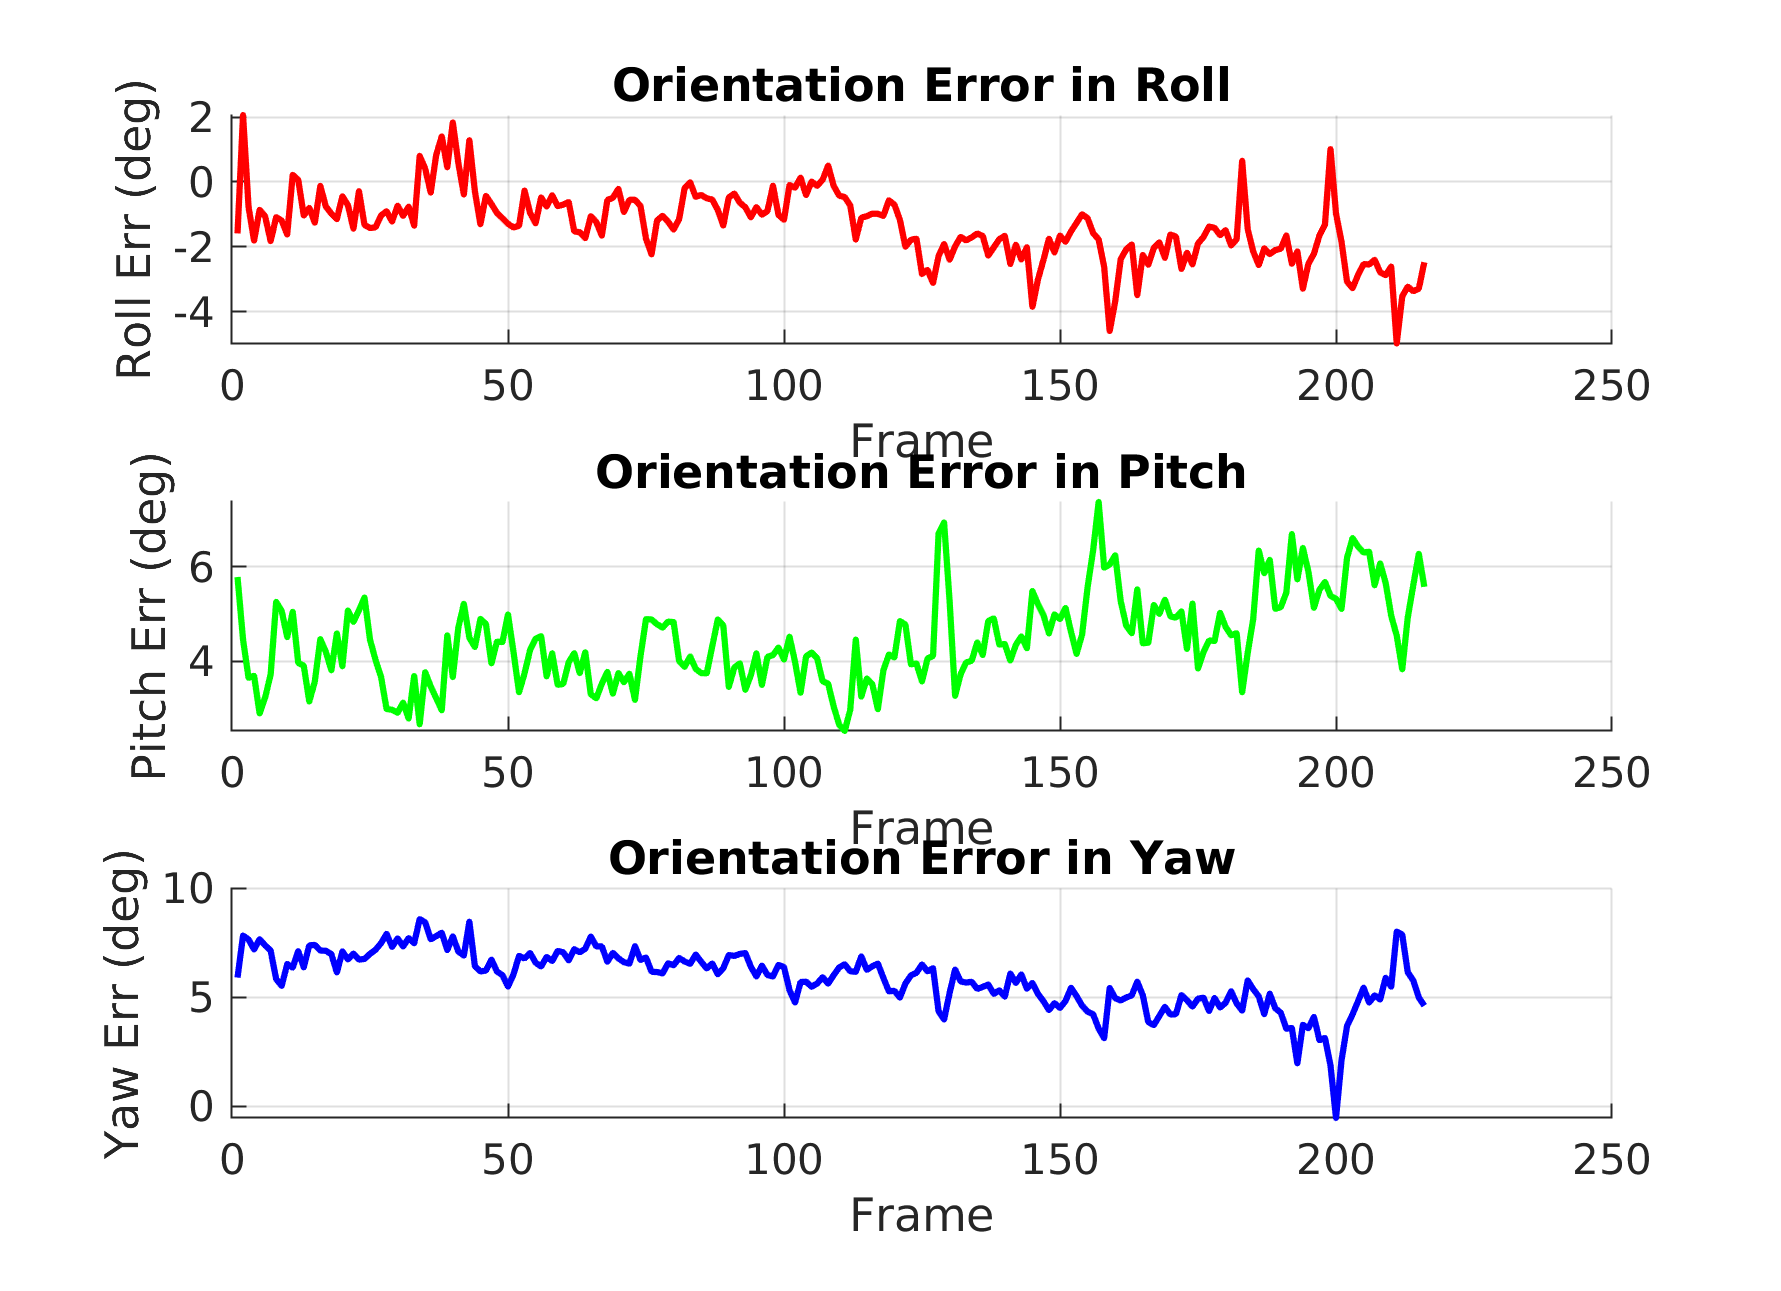 Orientation Error in Roll
Roll Err (deg)
2
0
-2
-4
0 50 100 150 200 250
Frame
Orientation Error in Pitch
Pitch Err (deg)
6
4
0 50 100 150 200 250
Frame
Orientation Error in Yaw
Yaw Err (deg)
10
5
0
0 50 100 150 200 250
Frame